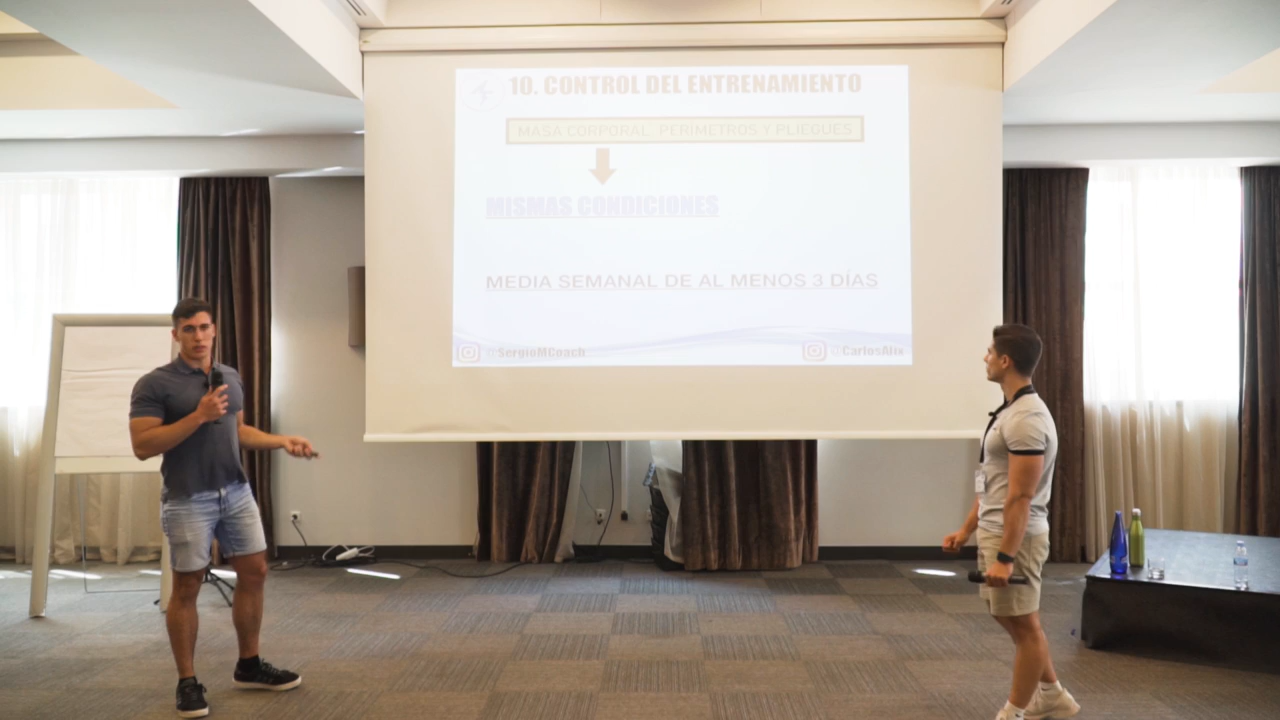 10. CONTROL DEL ENTRENAMIENTO
MASA CORPORAL, PERÍMETROS Y PLIEGUES
MISMAS CONDICIONES
MEDIA SEMANAL DE AL MENOS 3 DÍAS
@SergioMCoach
@CarlosAlix